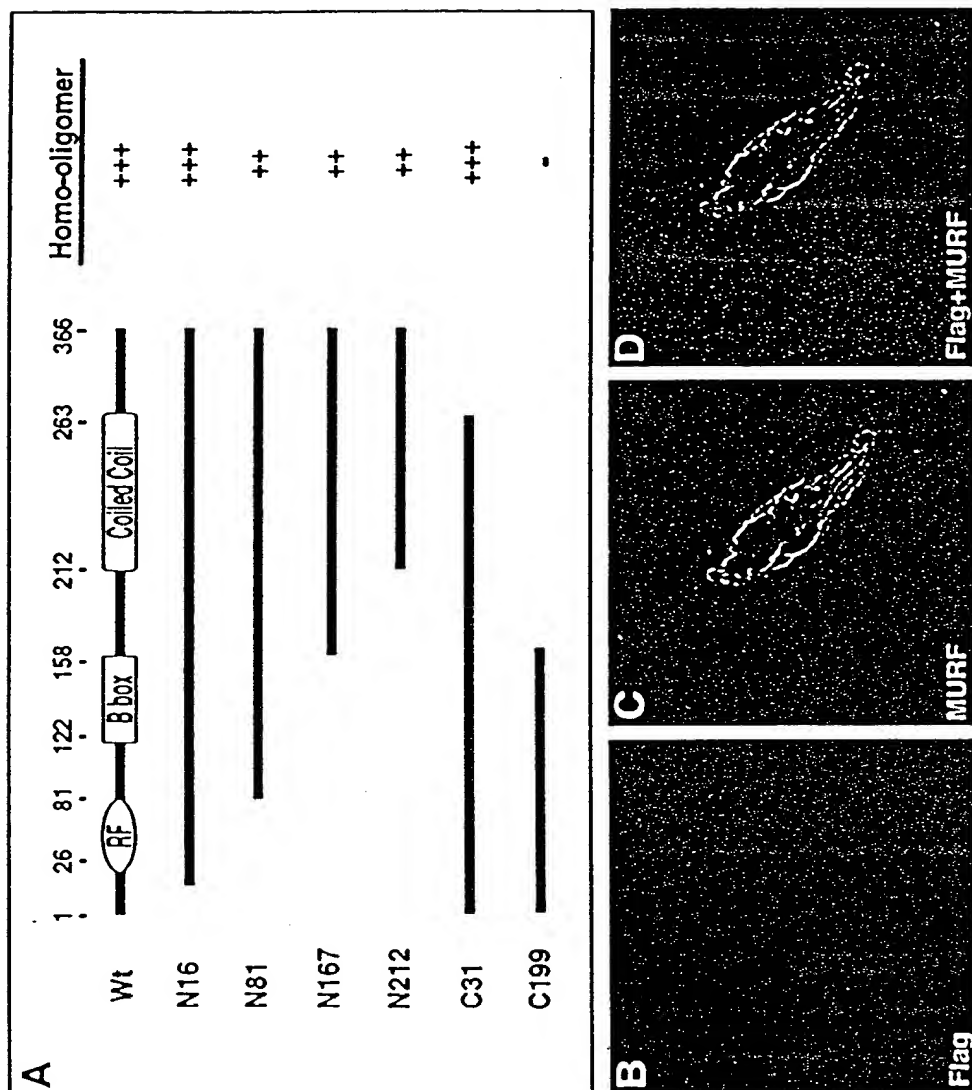 A
Homo-oligomer
1 26 81 122 158 212 263 366
Wt RF B box Coiled Coil +++
N16 +++
N81 ++
N167 ++
N212 ++
C31 +++
C199 -
B
Flag
C
MURF
D
Flag+MURF